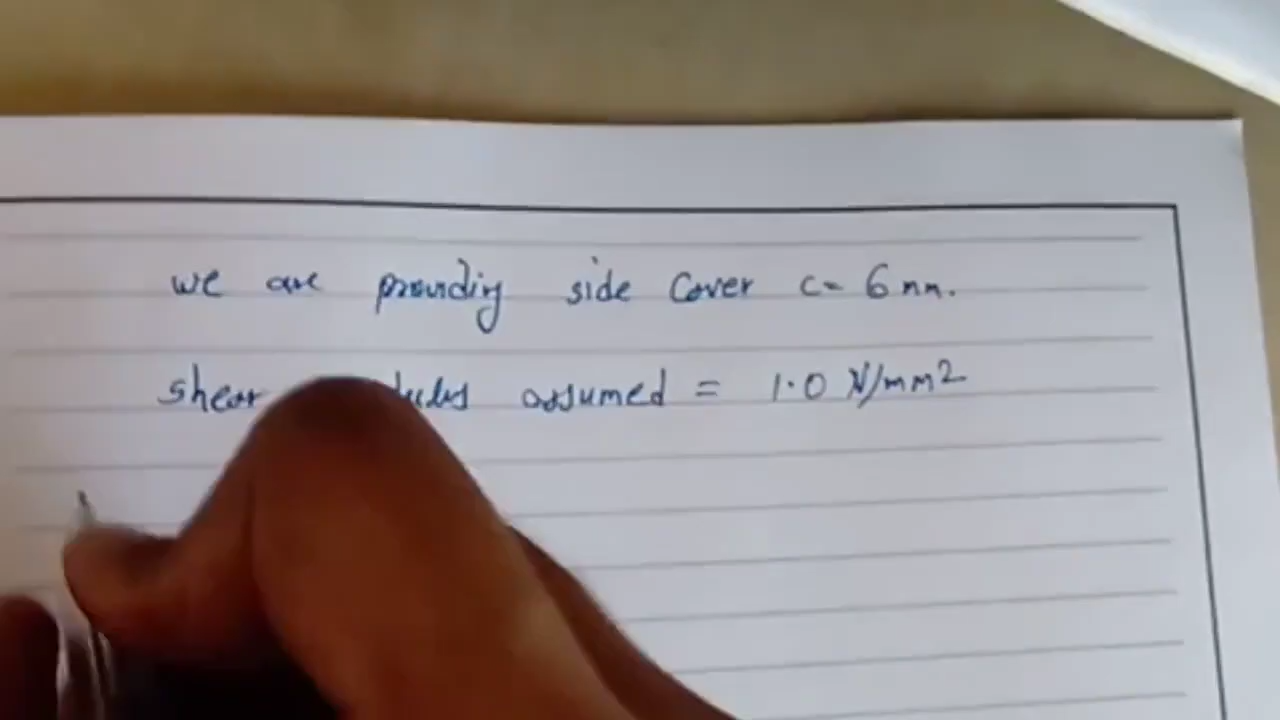 we are providing side cover c = 6 mm.
shear assumed = 1.0 N/mm2